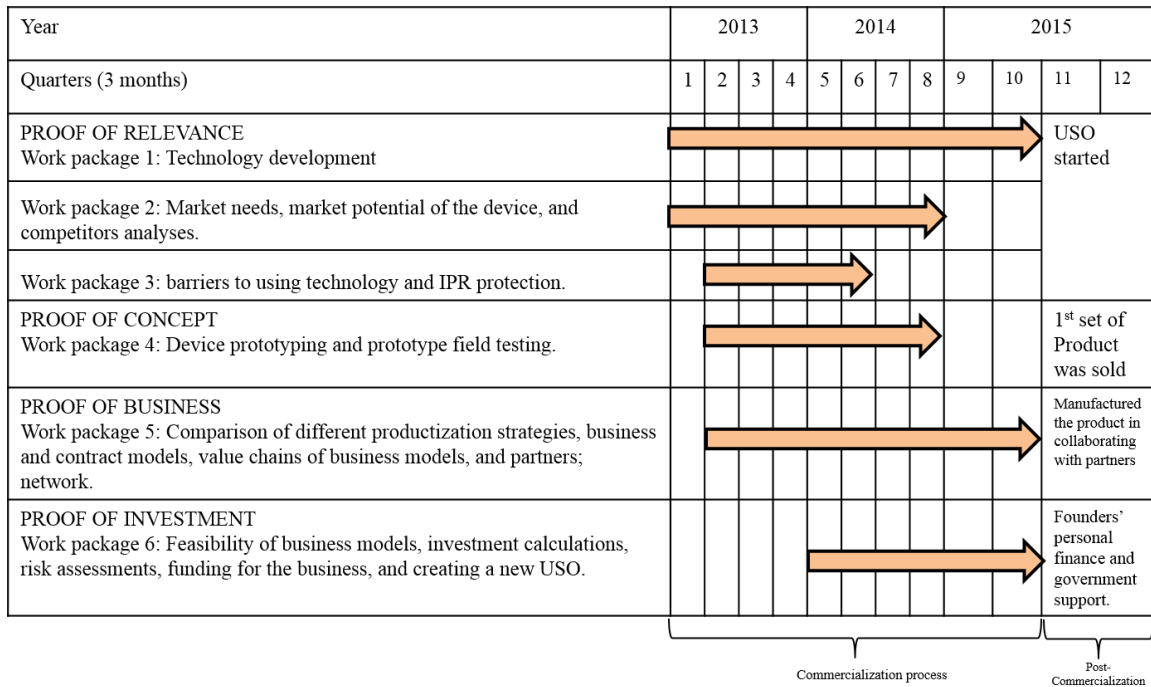 Year
2013
2014
2015
Quarters (3 months)
1
2
3
4
5
6
7
8
9
10
11
12
PROOF OF RELEVANCE
Work package 1: Technology development
USO
started
Work package 2: Market needs, market potential of the device, and
competitors analyses.
Work package 3: barriers to using technology and IPR protection.
PROOF OF CONCEPT
Work package 4: Device prototyping and prototype field testing.
1st set of
Product
was sold
PROOF OF BUSINESS
Work package 5: Comparison of different productization strategies, business
and contract models, value chains of business models, and partners;
network.
Manufactured
the product in
collaborating
with partners
PROOF OF INVESTMENT
Work package 6: Feasibility of business models, investment calculations,
risk assessments, funding for the business, and creating a new USO.
Founders’
personal
finance and
government
support.
Commercialization process
Post-
Commercialization